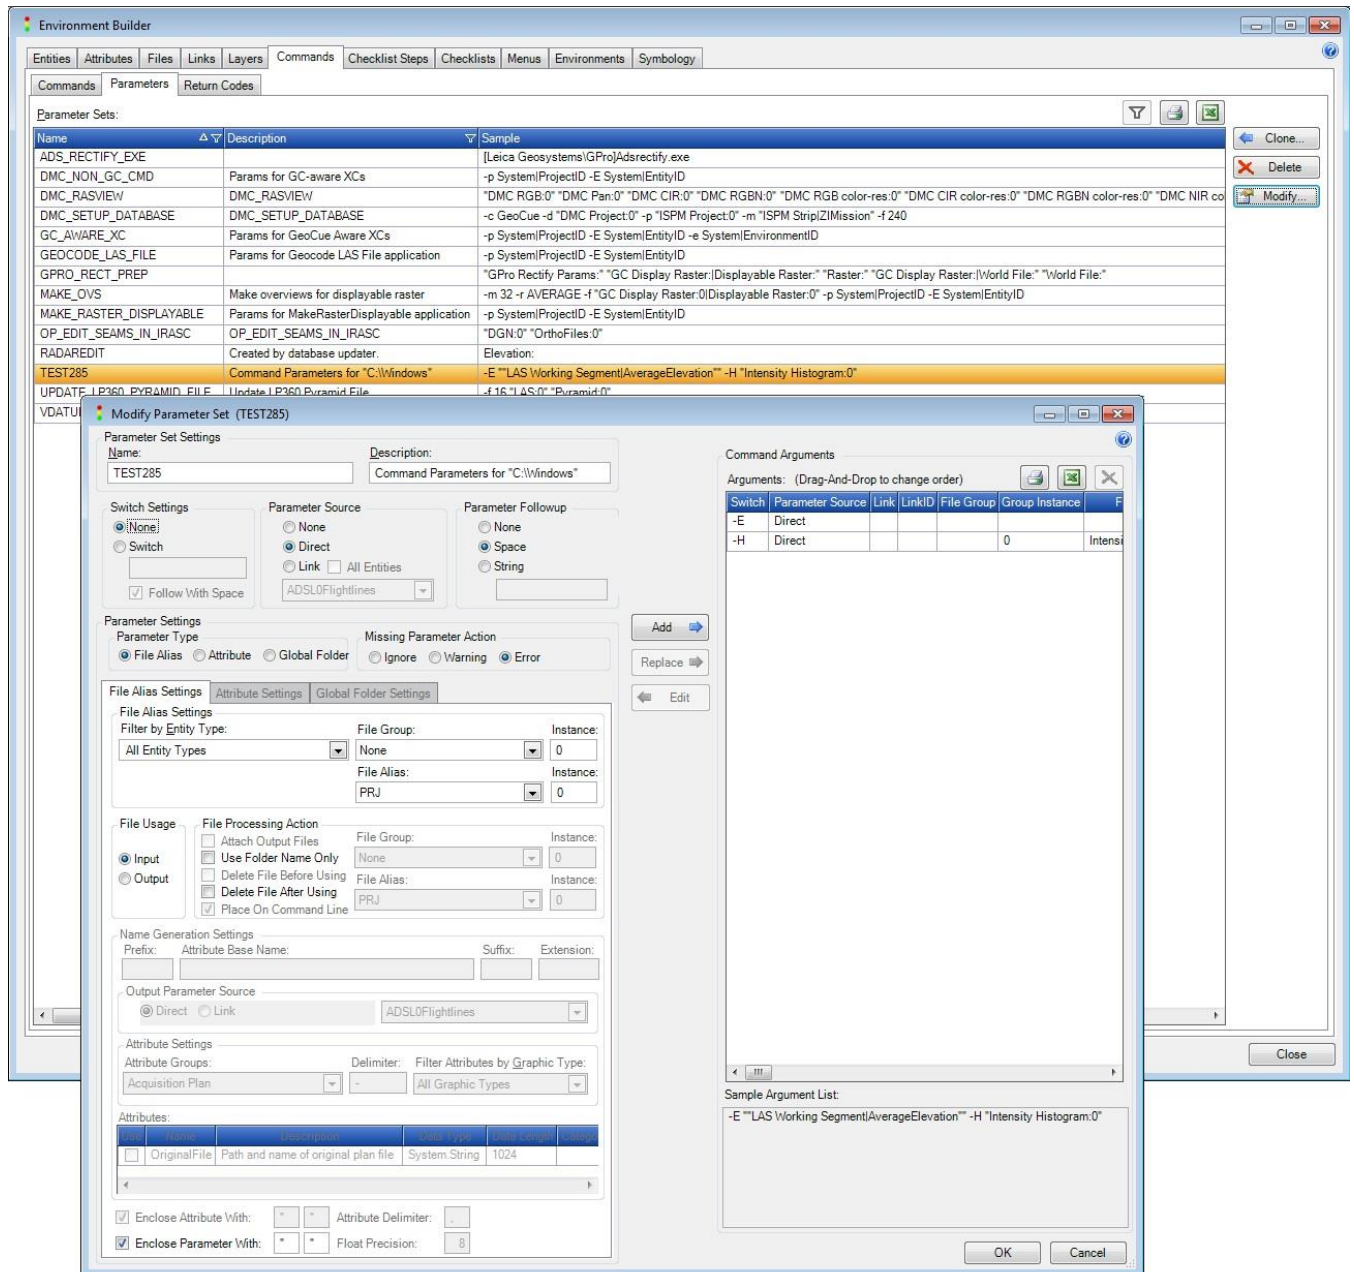 Environment Builder
Entities Attributes Files Links Layers Commands Checklist Steps Checklists Menus Environments Symbology
Commands Parameters Return Codes
Parameter Sets:
Name Description Sample
ADS_RECTIFY_EXE [Leica Geosystems\GPro]Adsrectify.exe
DMC_NON_GC_CMD Params for GC-aware XCs -p System|ProjectID -E System|EntityID
DMC_RASVIEW DMC_RASVIEW "DMC RGB:0" "DMC Pan:0" "DMC CIR:0" "DMC RGBN:0" "DMC RGB color-res:0" "DMC CIR color-res:0" "DMC RGBN color-res:0" "DMC NIR co
DMC_SETUP_DATABASE DMC_SETUP_DATABASE -c GeoCue -d "DMC Project:0" -p "ISPM Project:0" -m "ISPM Strip|ZIMission" -f 240
GC_AWARE_XC Params for GeoCue Aware XCs -p System|ProjectID -E System|EntityID -e System|EnvironmentID
GEOCODE_LAS_FILE Params for Geocode LAS File application -p System|ProjectID -E System|EntityID
GPRO_RECT_PREP "GPro Rectify Params:" "GC Display Raster:|Displayable Raster:" "Raster:" "GC Display Raster:|World File:" "World File:"
MAKE_OVS Make overviews for displayable raster -m 32 -r AVERAGE -f "GC Display Raster:0|Displayable Raster:0" -p System|ProjectID -E System|EntityID
MAKE_RASTER_DISPLAYABLE Params for MakeRasterDisplayable application -p System|ProjectID -E System|EntityID
OP_EDIT_SEAMS_IN_IRASC OP_EDIT_SEAMS_IN_IRASC "DGN:0" "OrthoFiles:0"
RADAREDIT Created by database updater. Elevation:
TEST285 Command Parameters for "C:\Windows" -E ""LAS Working Segment|AverageElevation"" -H "Intensity Histogram:0"
UPDATE_LP360_PYRAMID_FILE Update LP360 Pyramid File -f 16 "LAS:0" "Pyramid:0"
VDATU
Clone...
Delete
Modify...
Close
Modify Parameter Set (TEST285)
Parameter Set Settings
Name: Description:
TEST285 Command Parameters for "C:\Windows"
Switch Settings Parameter Source Parameter Followup
None None None
Switch Direct Space
Link All Entities String
Follow With Space ADSL0Flightlines
Parameter Settings
Parameter Type Missing Parameter Action
File Alias Attribute Global Folder Ignore Warning Error
File Alias Settings Attribute Settings Global Folder Settings
File Alias Settings
Filter by Entity Type: File Group: Instance:
All Entity Types None 0
File Alias: Instance:
PRJ 0
File Usage File Processing Action
Attach Output Files File Group: Instance:
Input Use Folder Name Only None 0
Output Delete File Before Using File Alias: Instance:
Delete File After Using PRJ 0
Place On Command Line
Name Generation Settings
Prefix: Attribute Base Name: Suffix: Extension:
Output Parameter Source
Direct Link ADSL0Flightlines
Attribute Settings
Attribute Groups: Delimiter: Filter Attributes by Graphic Type:
Acquisition Plan - All Graphic Types
Attributes:
Use Name Description Data Type Data Length Catego
OriginalFile Path and name of original plan file System.String 1024
Enclose Attribute With: " " Attribute Delimiter: .
Enclose Parameter With: " " Float Precision: 8
Add
Replace
Edit
Command Arguments
Arguments: (Drag-And-Drop to change order)
Switch Parameter Source Link LinkID File Group Group Instance F
-E Direct
-H Direct 0 Intensi
Sample Argument List:
-E ""LAS Working Segment|AverageElevation"" -H "Intensity Histogram:0"
OK Cancel